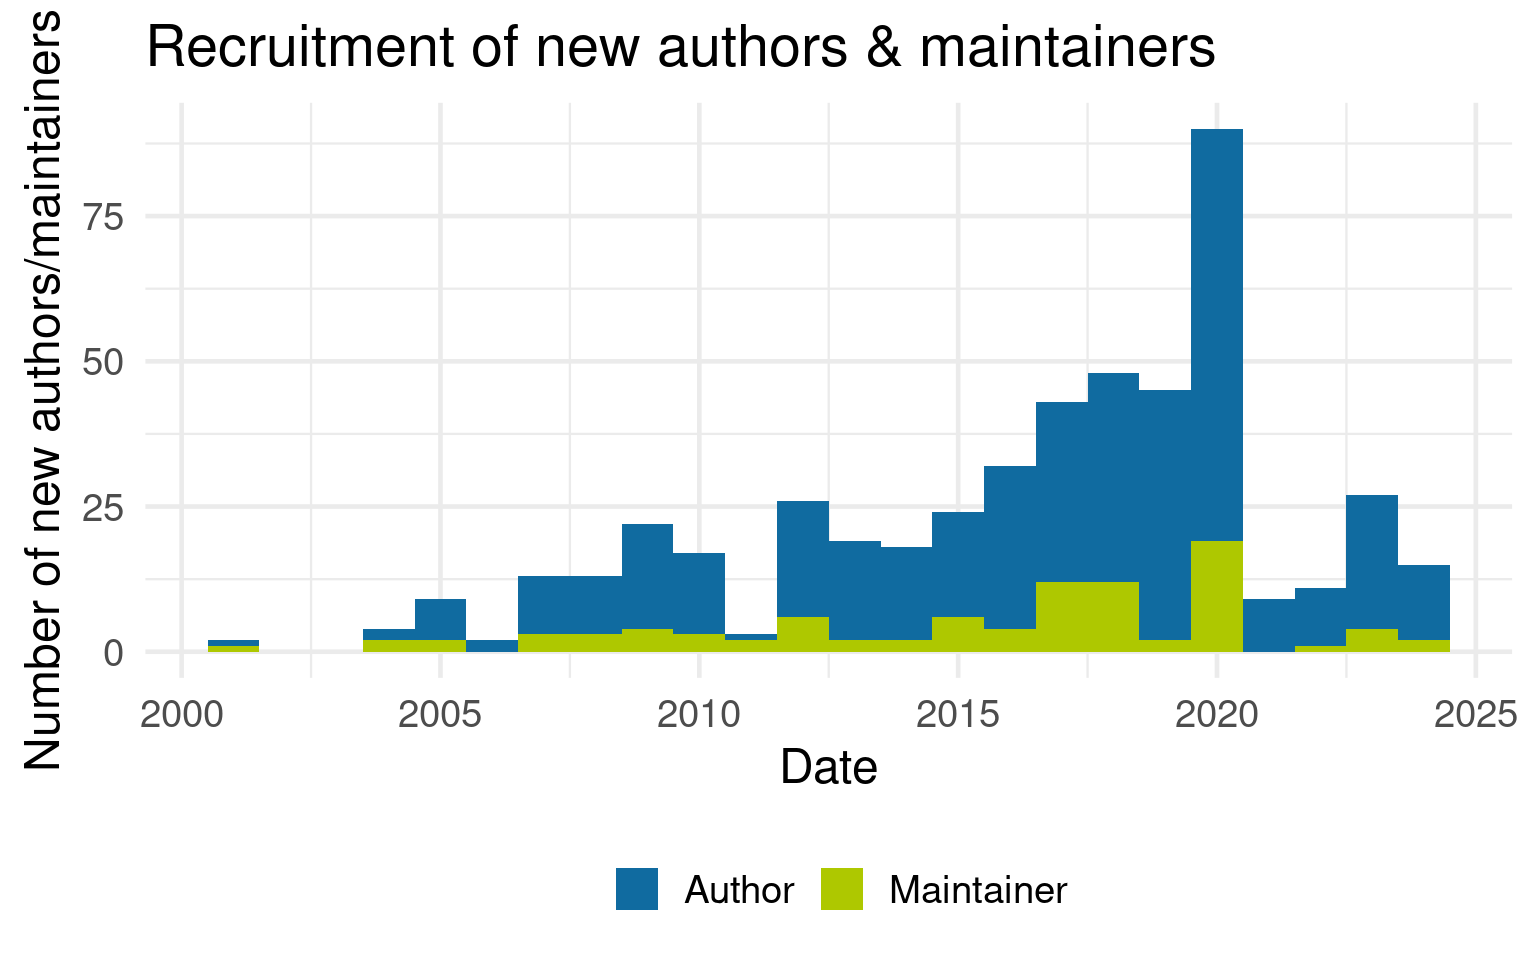 Recruitment of new authors & maintainers
Number of new authors/maintainers
75
50
25
0
2000 2005 2010 2015 2020 2025
Date
Author Maintainer